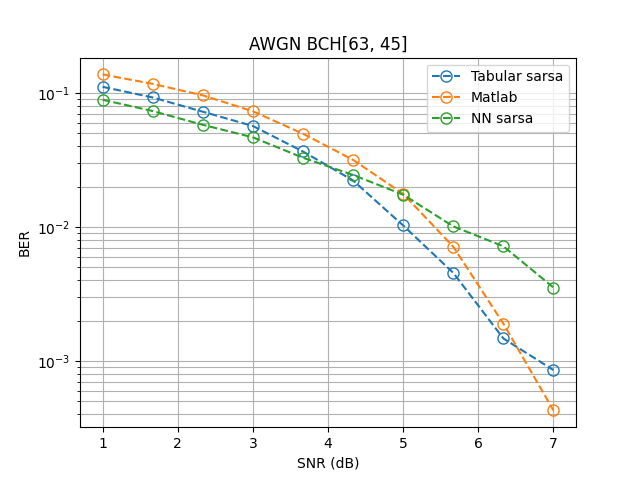 AWGN BCH[63, 45]
Tabular sarsa
Matlab
NN sarsa
10⁻¹
10⁻²
10⁻³
BER
1 2 3 4 5 6 7
SNR (dB)